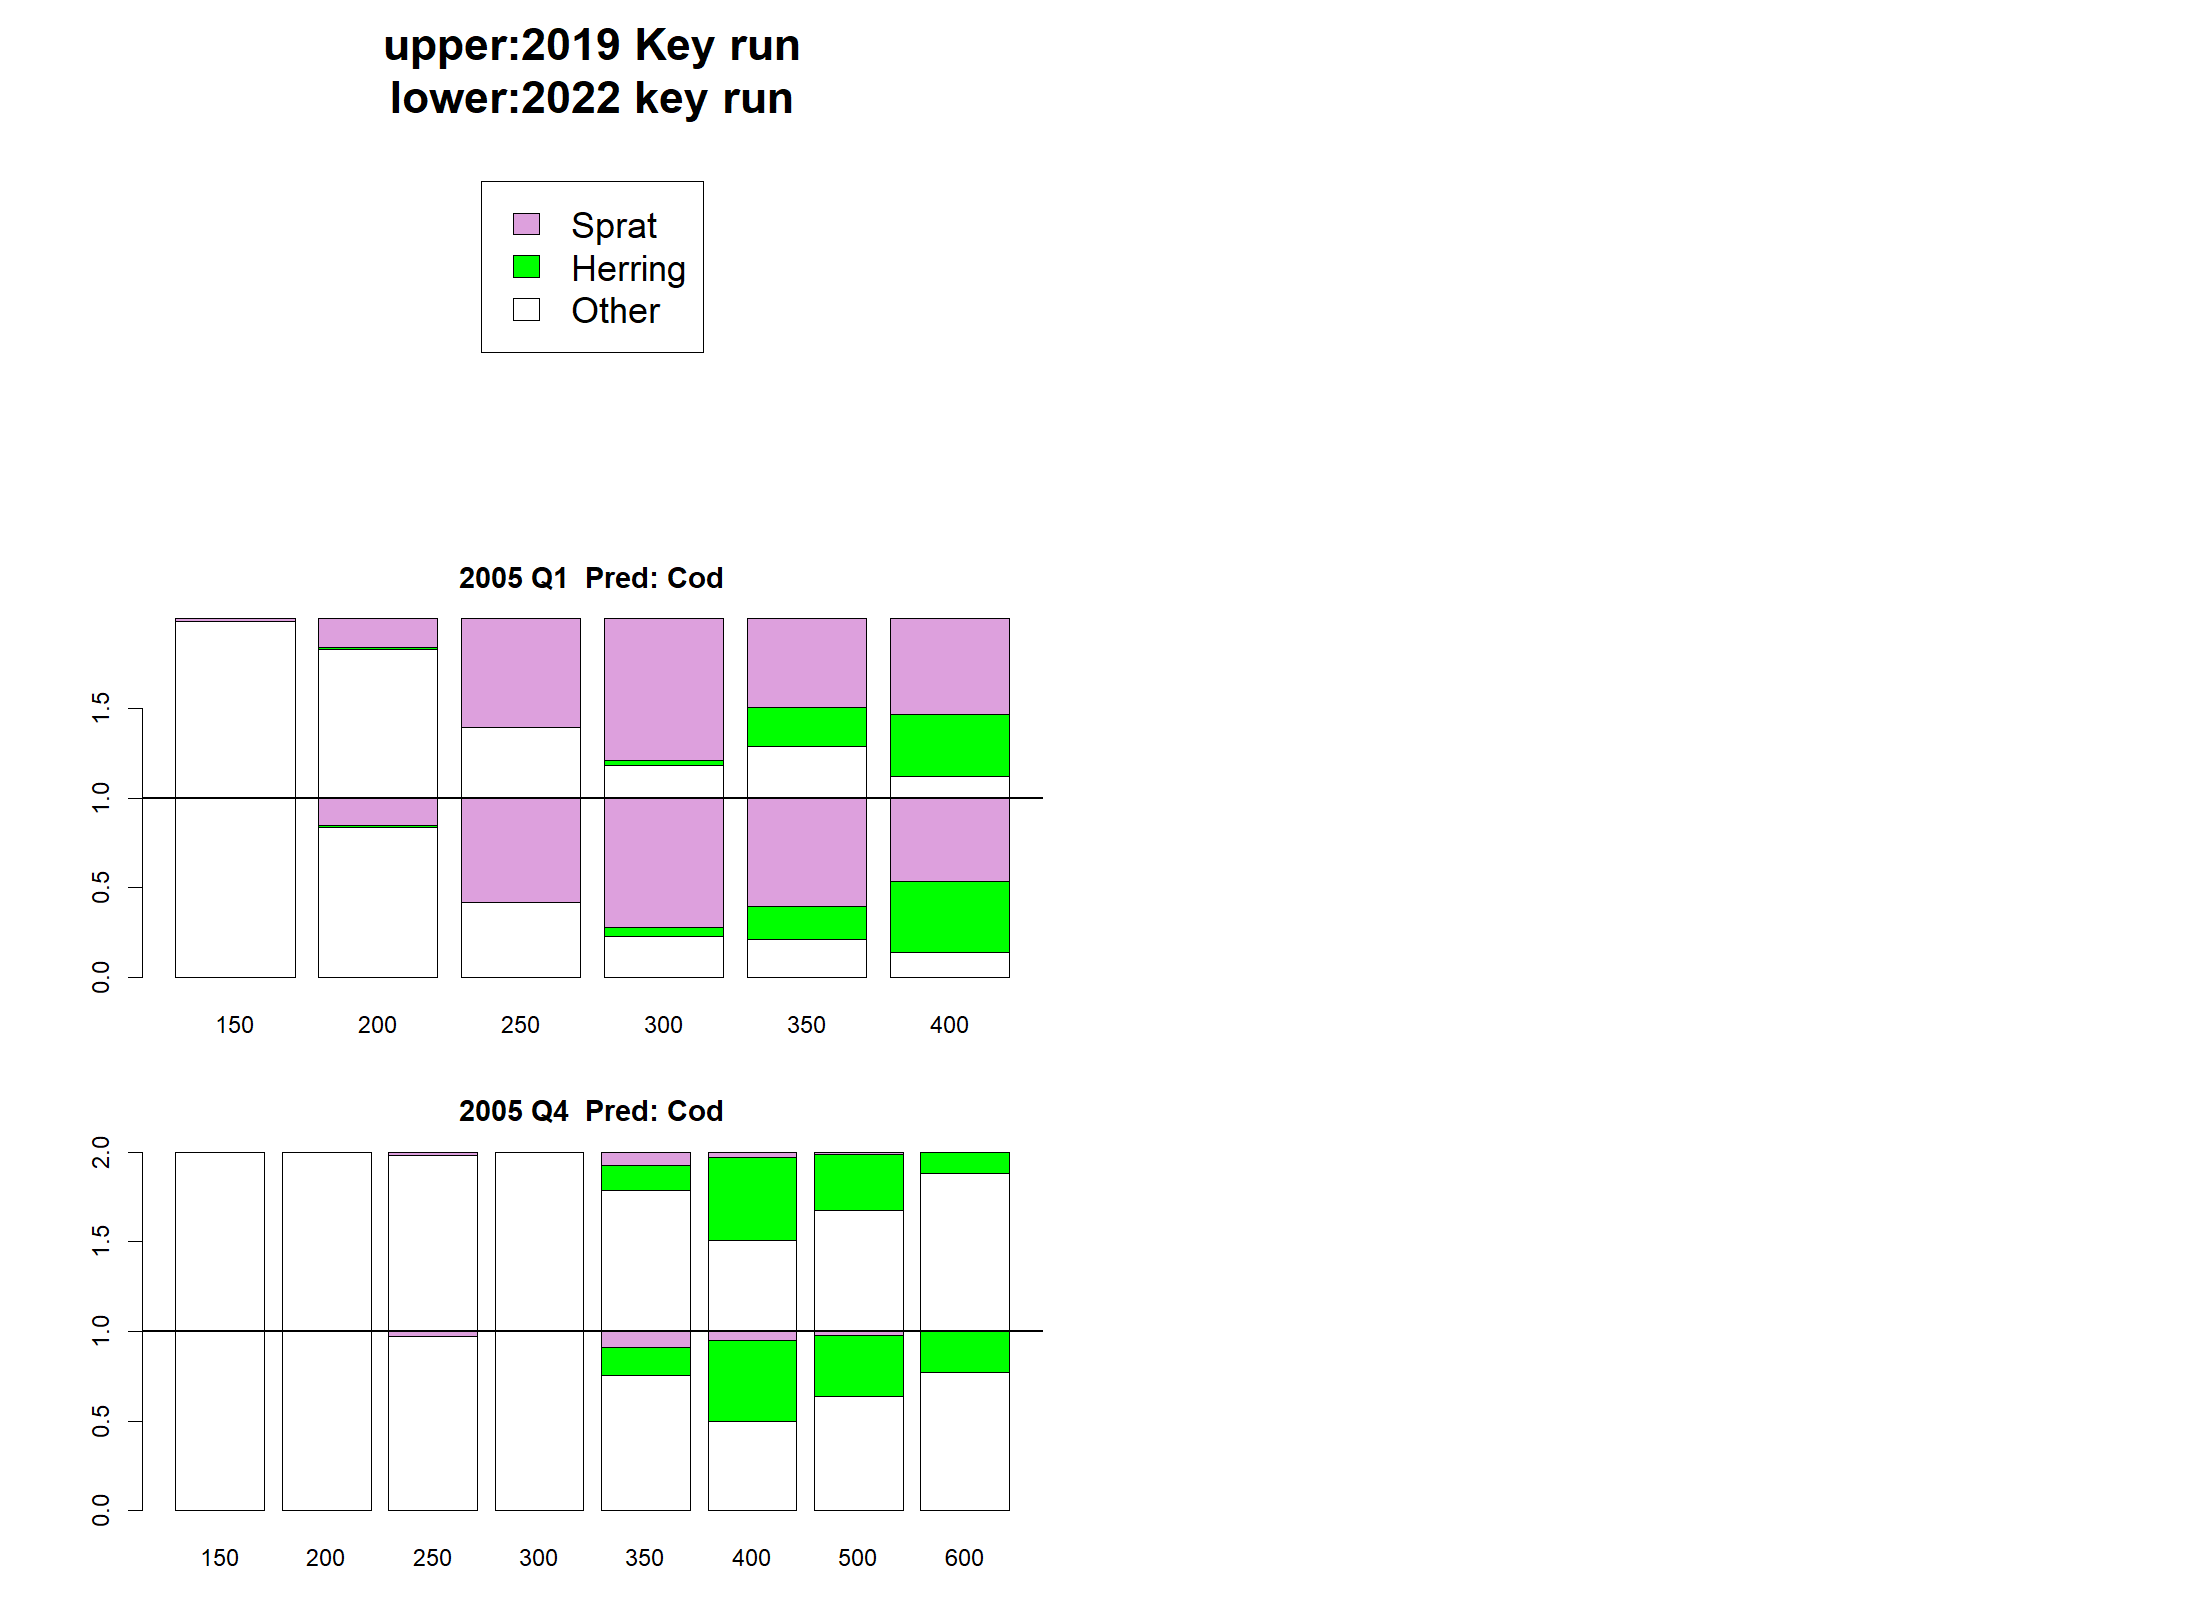 upper:2019 Key run
lower:2022 key run
Sprat
Herring
Other
2005 Q1  Pred: Cod
1.5
1.0
0.5
0.0
150 200 250 300 350 400
2005 Q4  Pred: Cod
2.0
1.5
1.0
0.5
0.0
150 200 250 300 350 400 500 600